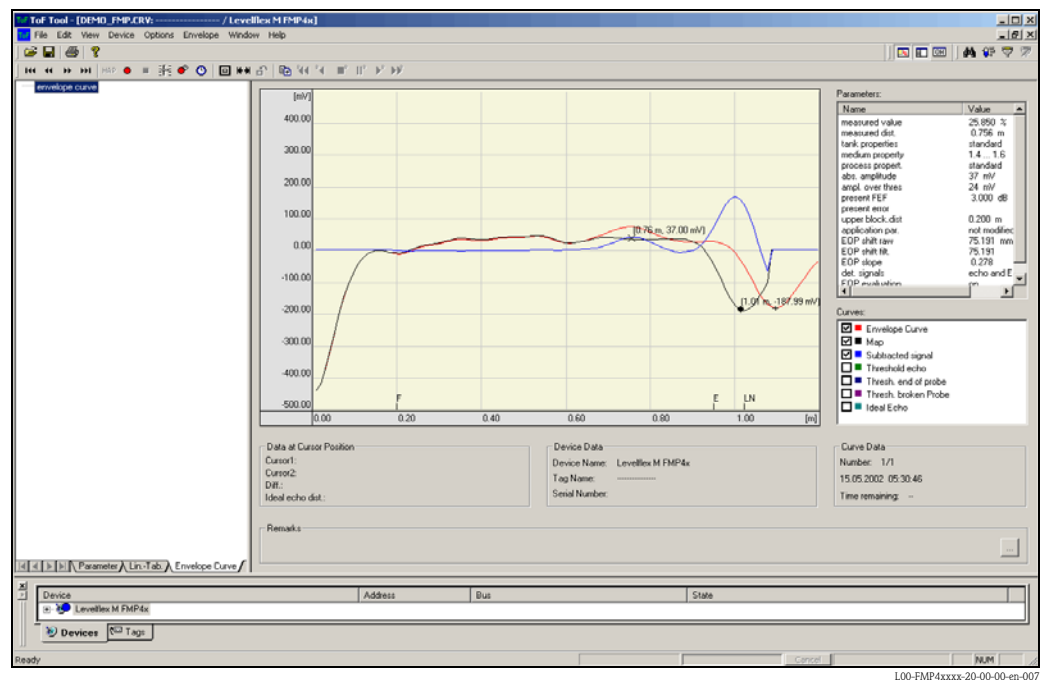 ToF Tool - [DEMO_FMP.CRV: ---------------- / Levelflex M FMP4x]
File Edit View Device Options Envelope Window Help
MAP
envelope curve
[mV]
400.00
300.00
200.00
100.00
0.00
-100.00
-200.00
-300.00
-400.00
-500.00
[0.76 m, 37.00 mV]
[1.01 m, -187.99 mV]
F E LN
0.00 0.20 0.40 0.60 0.80 1.00 [m]
Parameters:
Name Value
measured value 25.850 %
measured dist. 0.756 m
tank properties standard
medium property 1.4 ... 1.6
process propert. standard
abs. amplitude 37 mV
ampl. over thres 24 mV
present FEF 3.000 dB
present error
upper block.dist 0.200 m
application par. not modified
EOP shift raw 75.191 mm
EOP shift filt. 75.191
EOP slope 0.278
det. signals echo and E
EOP evaluation on
Curves:
Envelope Curve
Map
Subtracted signal
Threshold echo
Thresh. end of probe
Thresh. broken Probe
Ideal Echo
Data at Cursor Position
Cursor1:
Cursor2:
Diff.:
Ideal echo dist.:
Device Data
Device Name: Levelflex M FMP4x
Tag Name: ----------------
Serial Number:
Curve Data
Number: 1/1
15.05.2002 05:30:46
Time remaining: --
Remarks
...
Parameter Lin.-Tab. Envelope Curve
Device Address Bus State
Levelflex M FMP4x
Devices Tags
Ready Cancel NUM
L00-FMP4xxxx-20-00-00-en-007